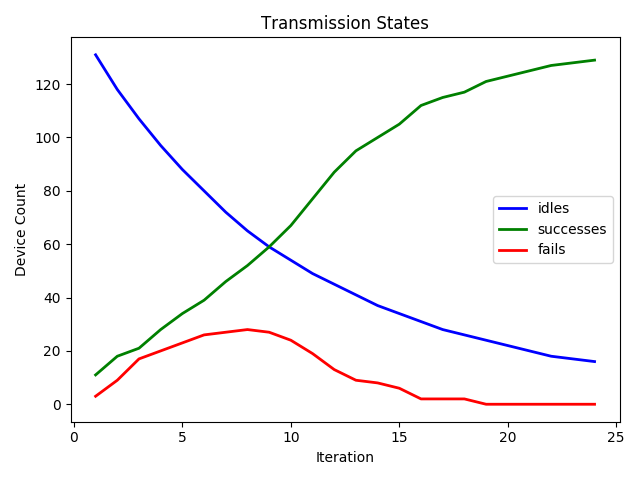 Transmission States
Device Count
120
100
80
60
40
20
0
idles
successes
fails
0 5 10 15 20 25
Iteration